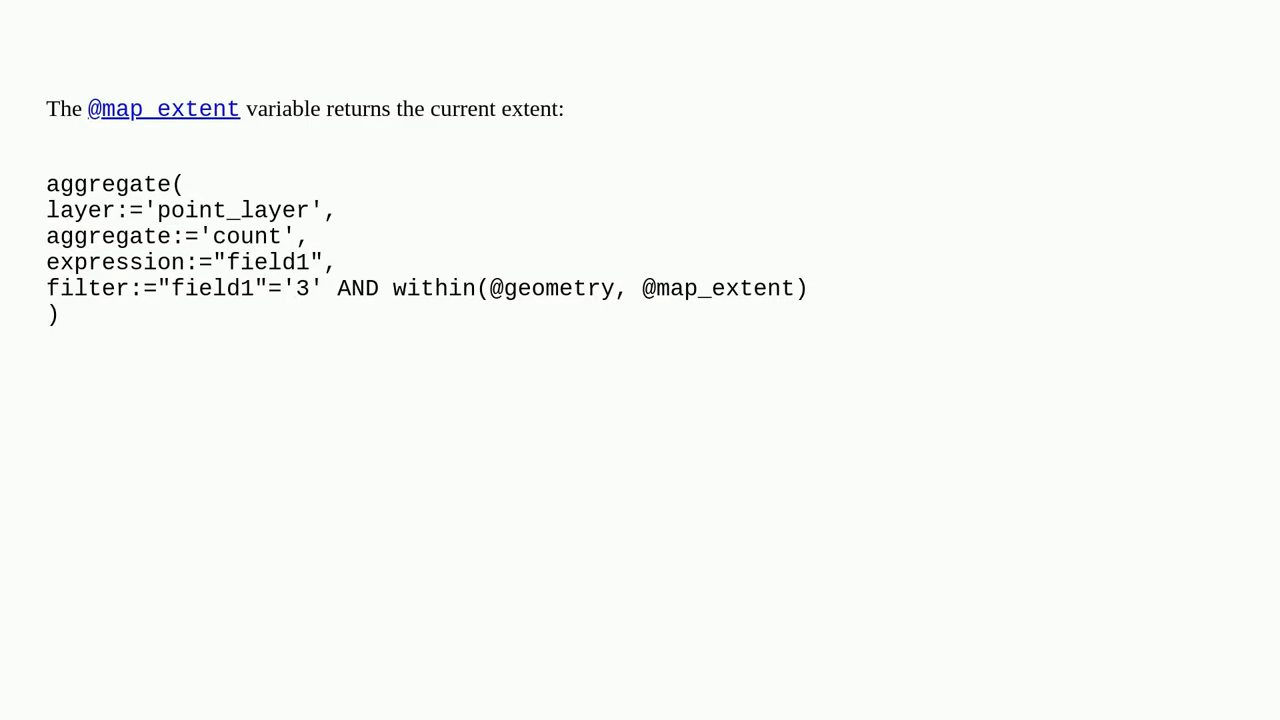 The @map_extent variable returns the current extent:
aggregate(
layer:='point_layer',
aggregate:='count',
expression:="field1",
filter:="field1"='3' AND within(@geometry, @map_extent)
)